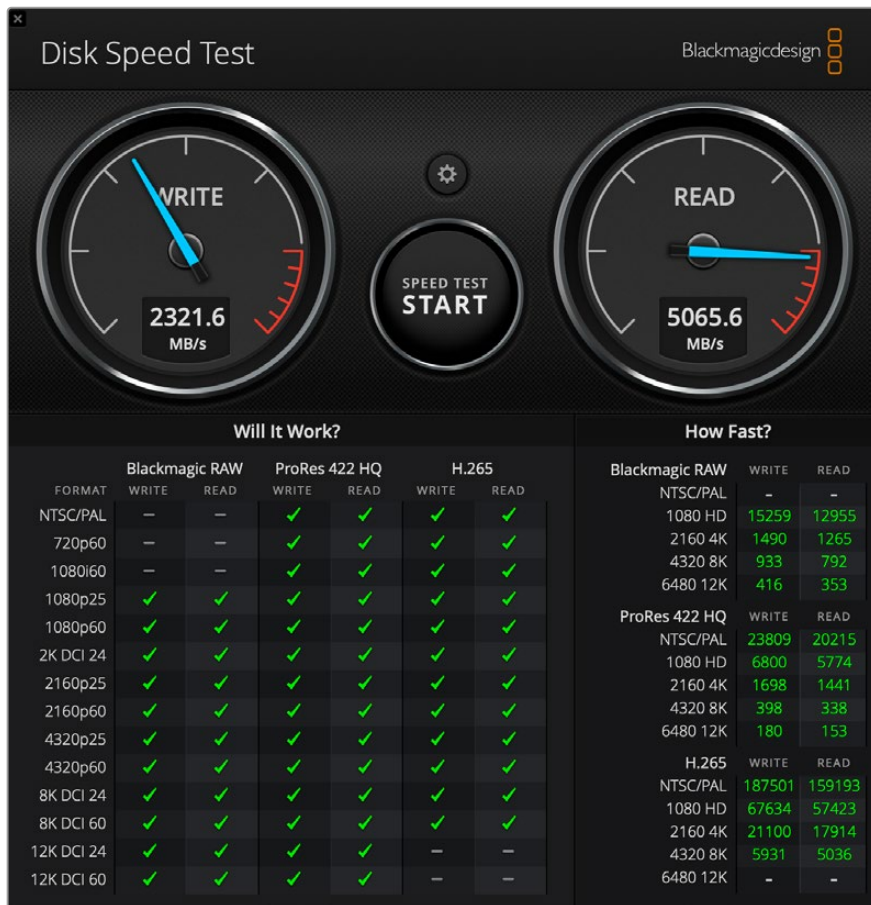 Disk Speed Test
Blackmagicdesign
WRITE
2321.6
MB/s
SPEED TEST
START
READ
5065.6
MB/s
Will It Work?
Blackmagic RAW ProRes 422 HQ H.265
FORMAT WRITE READ WRITE READ WRITE READ
NTSC/PAL – – ✓ ✓ ✓ ✓
720p60 – – ✓ ✓ ✓ ✓
1080i60 – – ✓ ✓ ✓ ✓
1080p25 ✓ ✓ ✓ ✓ ✓ ✓
1080p60 ✓ ✓ ✓ ✓ ✓ ✓
2K DCI 24 ✓ ✓ ✓ ✓ ✓ ✓
2160p25 ✓ ✓ ✓ ✓ ✓ ✓
2160p60 ✓ ✓ ✓ ✓ ✓ ✓
4320p25 ✓ ✓ ✓ ✓ ✓ ✓
4320p60 ✓ ✓ ✓ ✓ ✓ ✓
8K DCI 24 ✓ ✓ ✓ ✓ ✓ ✓
8K DCI 60 ✓ ✓ ✓ ✓ ✓ ✓
12K DCI 24 ✓ ✓ ✓ ✓ – –
12K DCI 60 ✓ ✓ ✓ ✓ – –
How Fast?
Blackmagic RAW WRITE READ
NTSC/PAL - -
1080 HD 15259 12955
2160 4K 1490 1265
4320 8K 933 792
6480 12K 416 353
ProRes 422 HQ WRITE READ
NTSC/PAL 23809 20215
1080 HD 6800 5774
2160 4K 1698 1441
4320 8K 398 338
6480 12K 180 153
H.265 WRITE READ
NTSC/PAL 187501 159193
1080 HD 67634 57423
2160 4K 21100 17914
4320 8K 5931 5036
6480 12K - -